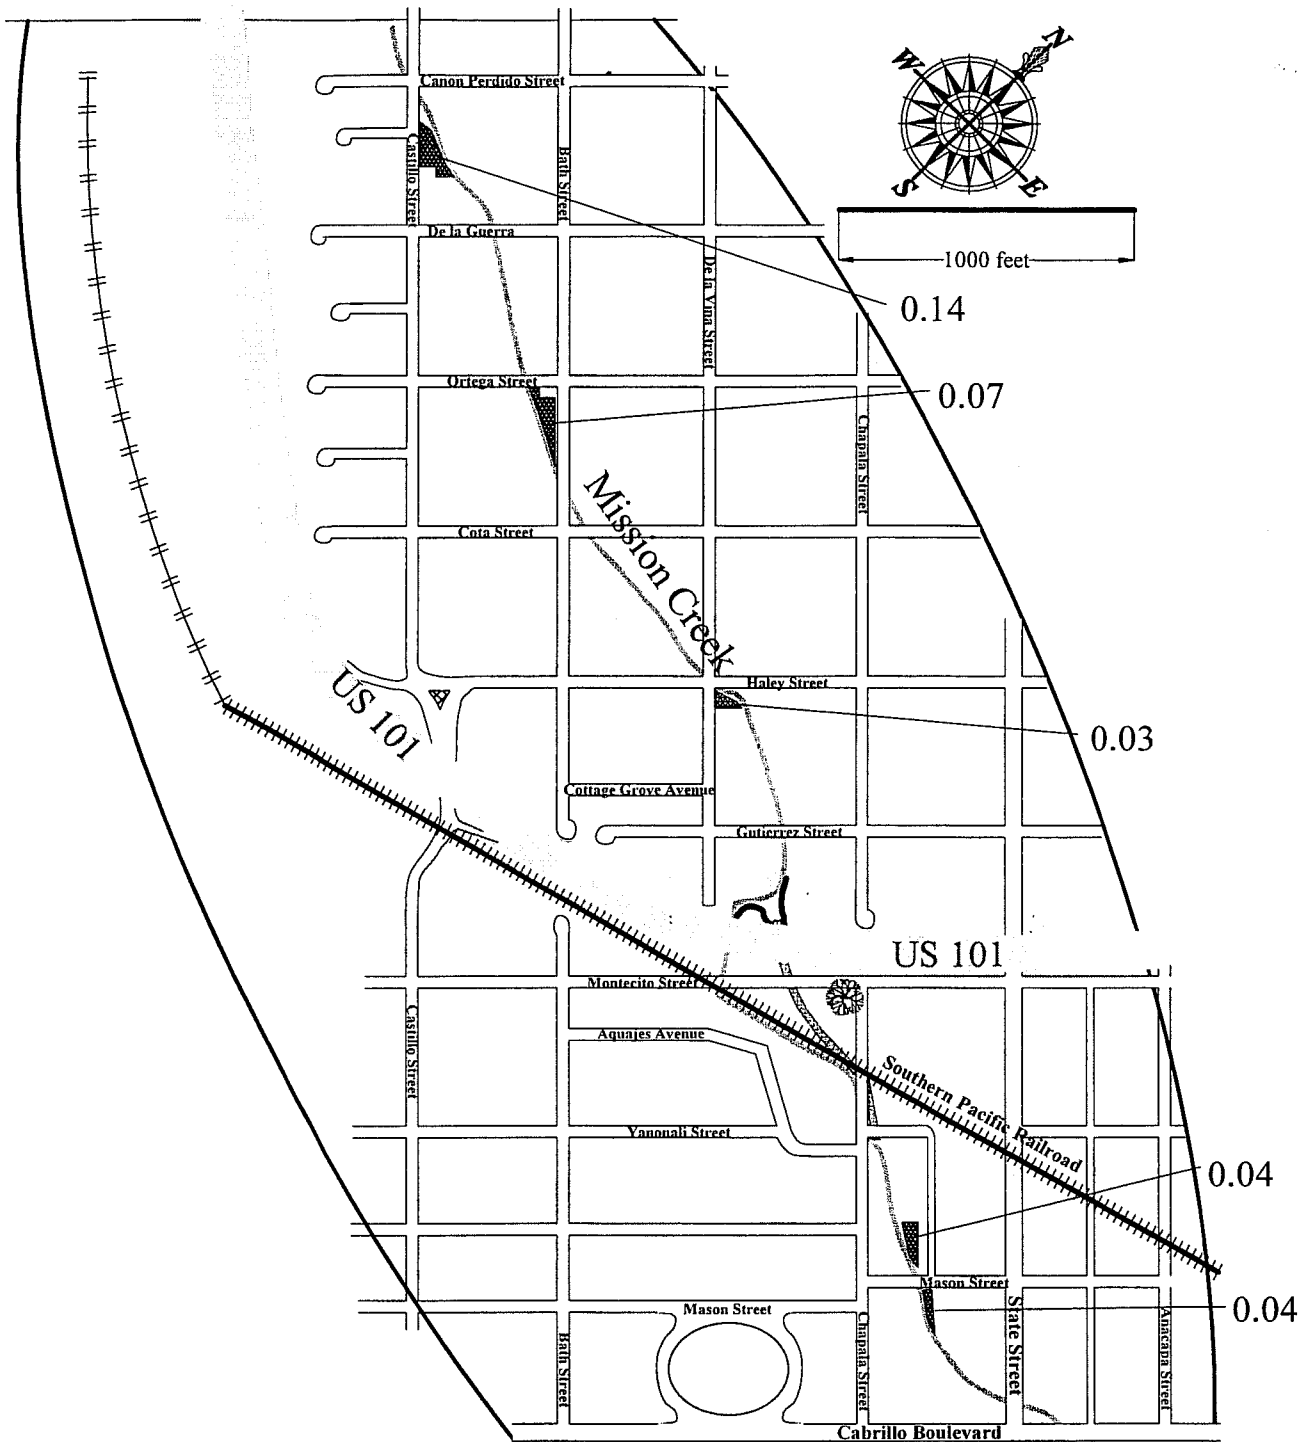 N
W
S
E
Canon Perdido Street
Castillo Street
Bath Street
De la Guerra
1000 feet
De la Vina Street
0.14
Ortega Street
0.07
Chapala Street
Mission Creek
Cota Street
US 101
Haley Street
0.03
Cottage Grove Avenue
Gutierrez Street
US 101
Montecito Street
Castillo Street
Aquajes Avenue
Southern Pacific Railroad
Yanonali Street
0.04
Mason Street
Mason Street
0.04
Bath Street
Chapala Street
State Street
Anacapa Street
Cabrillo Boulevard